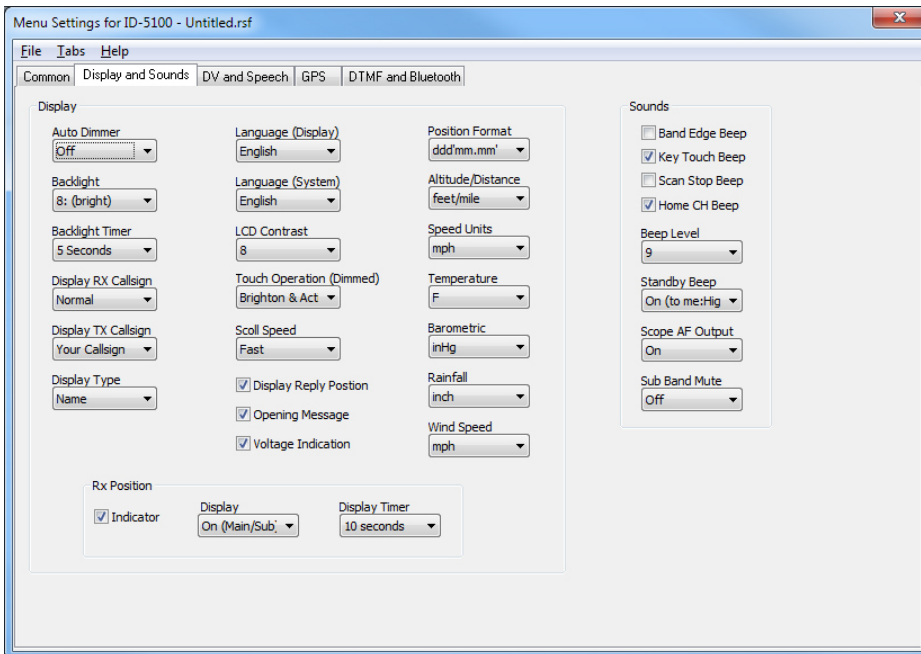 Menu Settings for ID-5100 - Untitled.rsf
File Tabs Help
Common Display and Sounds DV and Speech GPS DTMF and Bluetooth
Display
Auto Dimmer
Off
Backlight
8: (bright)
Backlight Timer
5 Seconds
Display RX Callsign
Normal
Display TX Callsign
Your Callsign
Display Type
Name
Language (Display)
English
Language (System)
English
LCD Contrast
8
Touch Operation (Dimmed)
Brighton & Act
Scoll Speed
Fast
Display Reply Postion
Opening Message
Voltage Indication
Position Format
ddd'mm.mm'
Altitude/Distance
feet/mile
Speed Units
mph
Temperature
F
Barometric
inHg
Rainfall
inch
Wind Speed
mph
Rx Position
Indicator
Display
On (Main/Sub)
Display Timer
10 seconds
Sounds
Band Edge Beep
Key Touch Beep
Scan Stop Beep
Home CH Beep
Beep Level
9
Standby Beep
On (to me:Hig
Scope AF Output
On
Sub Band Mute
Off